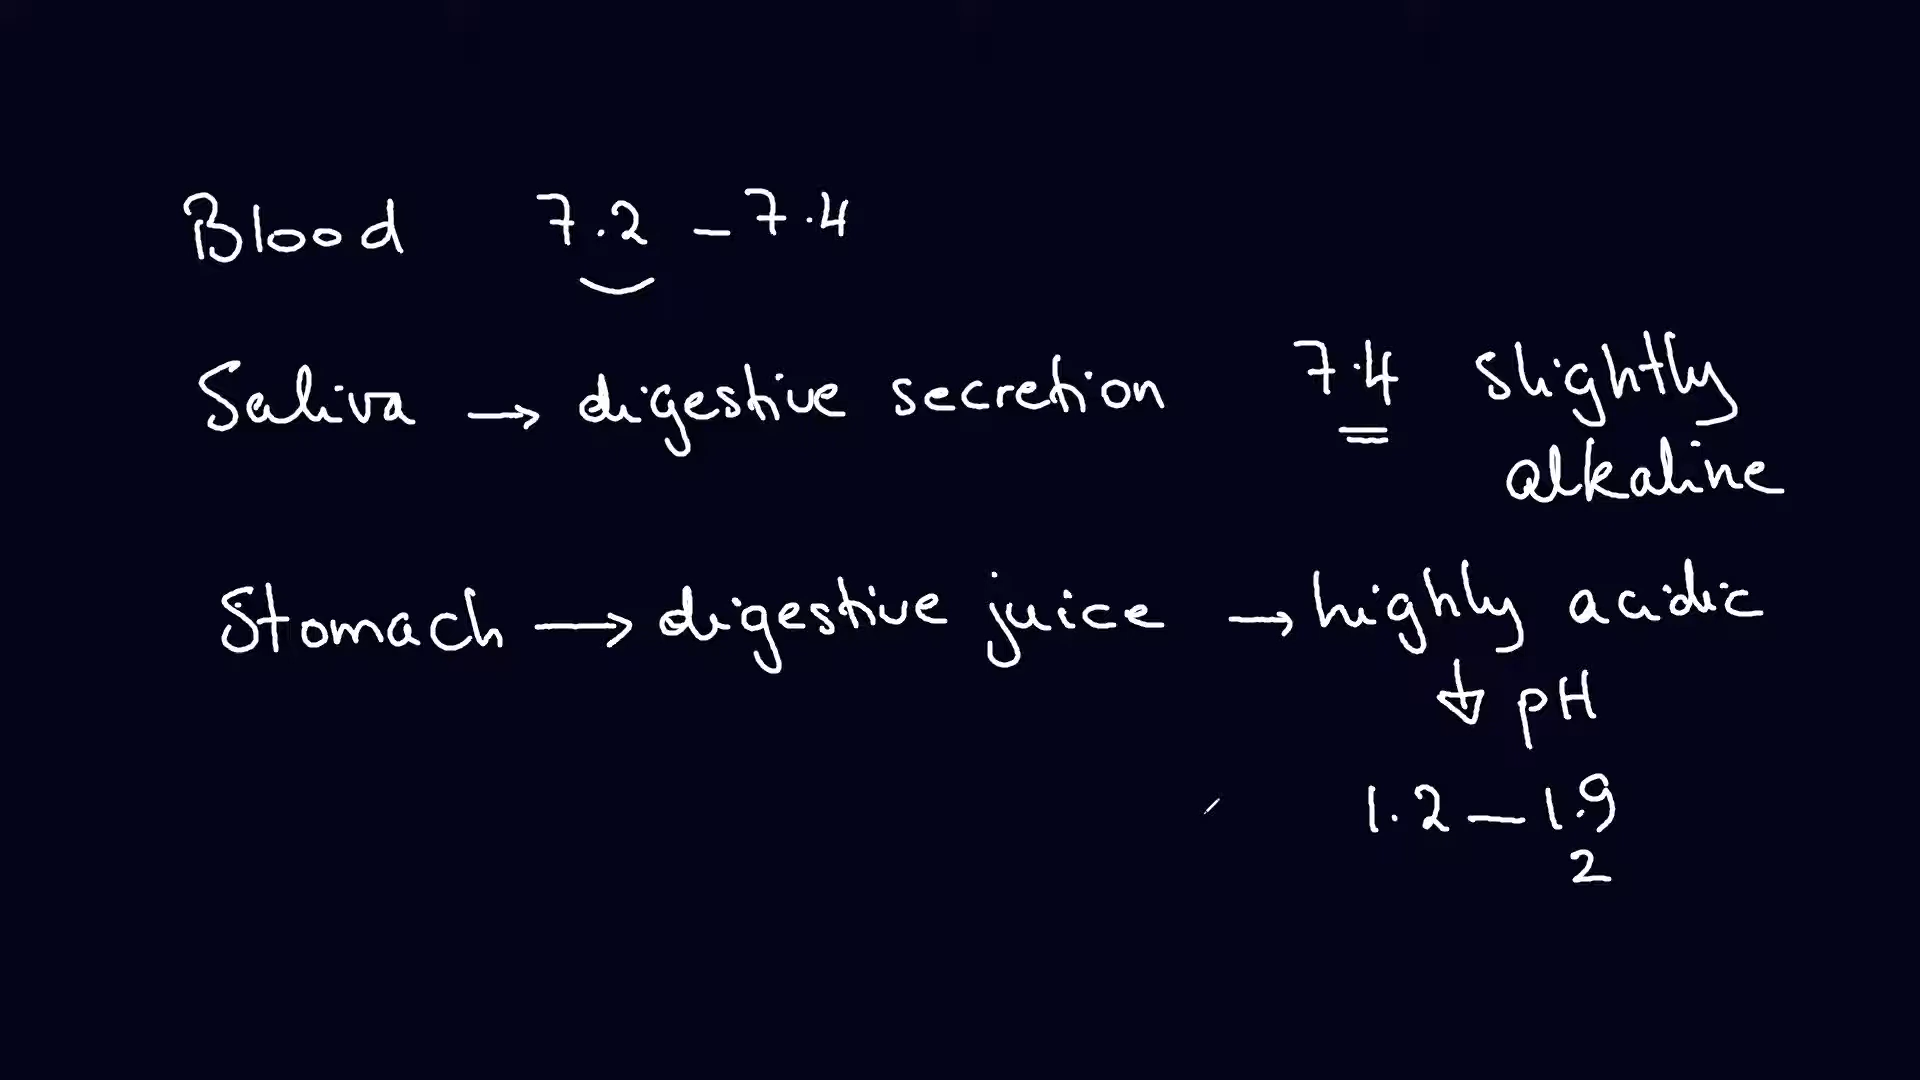 Blood 7.2 - 7.4
Saliva → digestive secretion 7.4 slightly
alkaline
Stomach → digestive juice → highly acidic
↓ pH
1.2 - 1.9
2